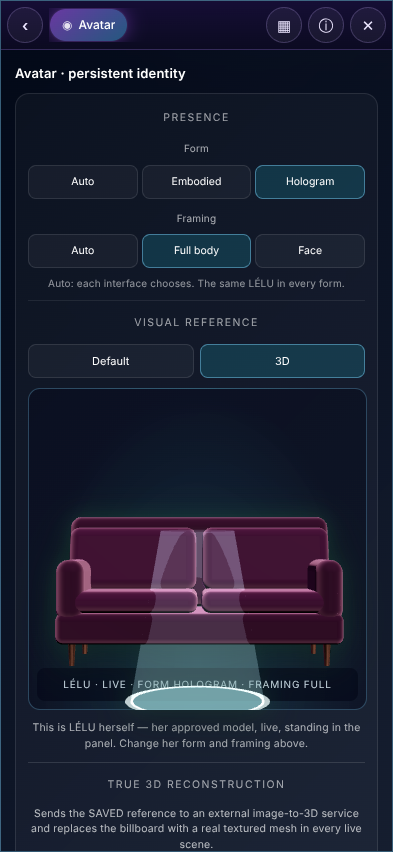 Avatar
Avatar · persistent identity
PRESENCE
Form
Auto
Embodied
Hologram
Framing
Auto
Full body
Face
Auto: each interface chooses. The same LÉLU in every form.
VISUAL REFERENCE
Default
3D
LÉLU · LIVE · FORM HOLOGRAM · FRAMING FULL
This is LÉLU herself — her approved model, live, standing in the
panel. Change her form and framing above.
TRUE 3D RECONSTRUCTION
Sends the SAVED reference to an external image-to-3D service
and replaces the billboard with a real textured mesh in every live
scene.